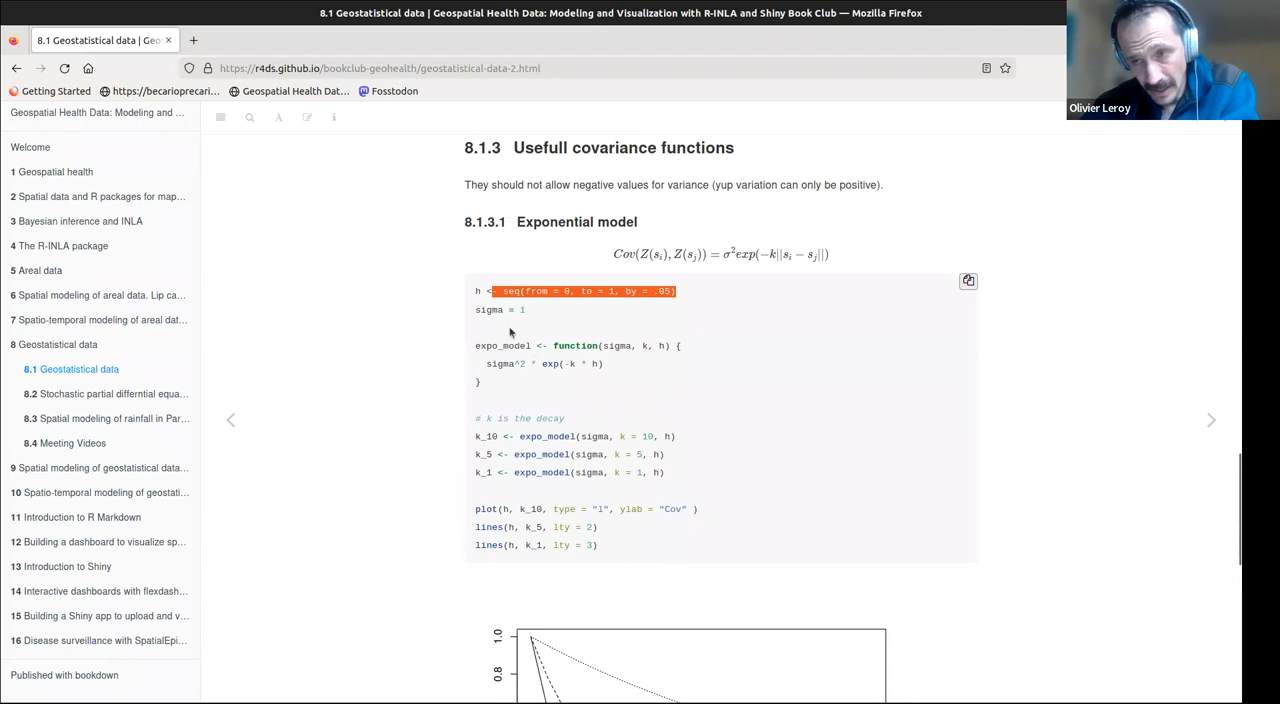 8.1 Geostatistical data | Geospatial Health Data: Modeling and Visualization with R-INLA and Shiny Book Club — Mozilla Firefox
8.1 Geostatistical data | Geo
https://r4ds.github.io/bookclub-geohealth/geostatistical-data-2.html
Getting Started
https://becarioprecari...
Geospatial Health Dat...
Fosstodon
Olivier Leroy
Geospatial Health Data: Modeling and ...
Welcome
1 Geospatial health
2 Spatial data and R packages for map...
3 Bayesian inference and INLA
4 The R-INLA package
5 Areal data
6 Spatial modeling of areal data. Lip ca...
7 Spatio-temporal modeling of areal dat...
8 Geostatistical data
8.1 Geostatistical data
8.2 Stochastic partial differntial equa...
8.3 Spatial modeling of rainfall in Par...
8.4 Meeting Videos
9 Spatial modeling of geostatistical data...
10 Spatio-temporal modeling of geostati...
11 Introduction to R Markdown
12 Building a dashboard to visualize sp...
13 Introduction to Shiny
14 Interactive dashboards with flexdash...
15 Building a Shiny app to upload and v...
16 Disease surveillance with SpatialEpi...
Published with bookdown
8.1.3 Usefull covariance functions
They should not allow negative values for variance (yup variation can only be positive).
8.1.3.1 Exponential model
Cov(Z(s_i), Z(s_j)) = σ²exp(−k||s_i − s_j||)
h <- seq(from = 0, to = 1, by = .05)
sigma = 1
expo_model <- function(sigma, k, h) {
sigma^2 * exp(-k * h)
}
# k is the decay
k_10 <- expo_model(sigma, k = 10, h)
k_5 <- expo_model(sigma, k = 5, h)
k_1 <- expo_model(sigma, k = 1, h)
plot(h, k_10, type = "l", ylab = "Cov" )
lines(h, k_5, lty = 2)
lines(h, k_1, lty = 3)
1.0
0.8